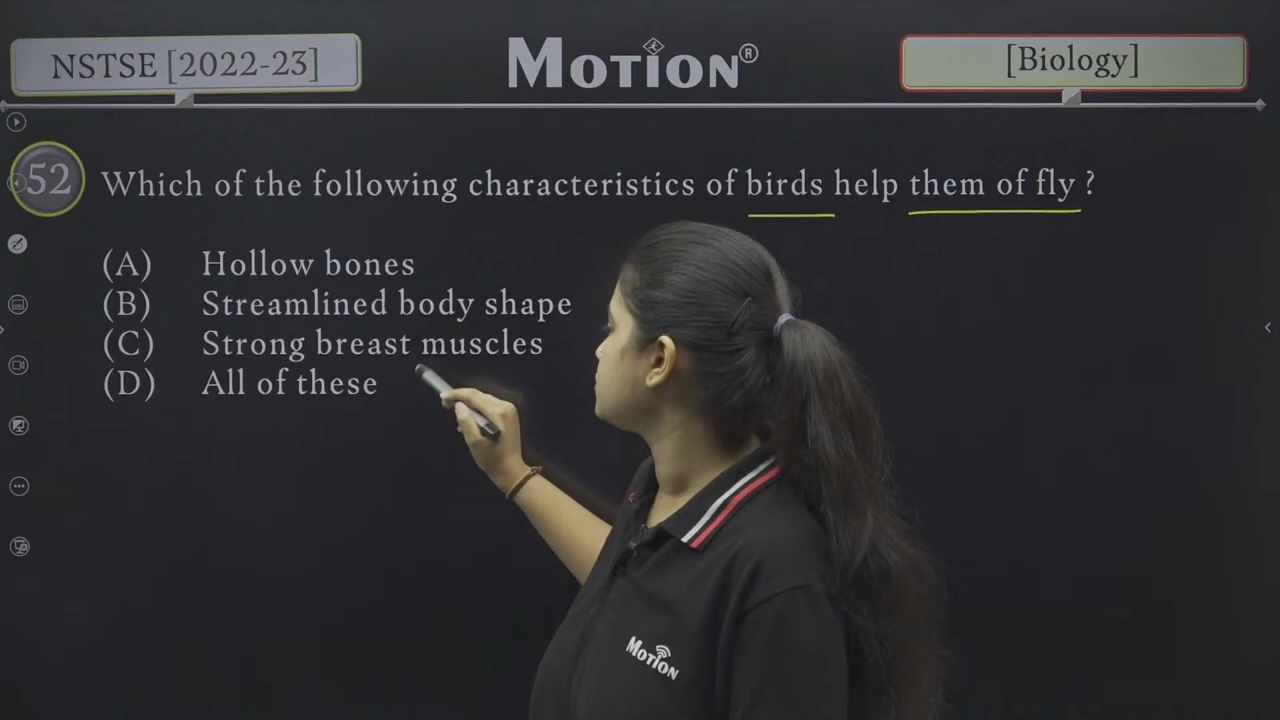 NSTSE [2022-23]
MOTION®
[Biology]
52 Which of the following characteristics of birds help them of fly ?
(A) Hollow bones
(B) Streamlined body shape
(C) Strong breast muscles
(D) All of these
MOTION